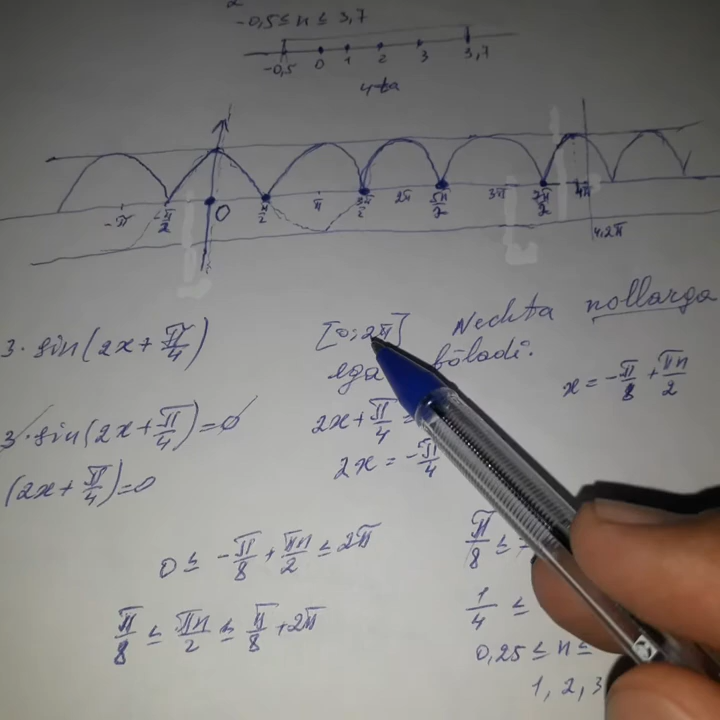 -0,5 ≤ n ≤ 3,7
-0,5 0 1 2 3 3,7
4-ta
-π -π/2 O π/2 π 3π/2 2π 5π/2 3π 7π/2 4π
4,2π
3·sin(2x+π/4) [0;2π] Nechta nollarga
ega bòladi.
x=-π/8+πn/2
3·sin(2x+π/4)=0 2x+π/4=
(2x+π/4)=0 2x=-π/4
0≤ -π/8+πn/2 ≤2π π/8 ≤
π/8 ≤ πn/2 ≤ π/8+2π 1/4 ≤
0,25 ≤ n ≤
1, 2, 3